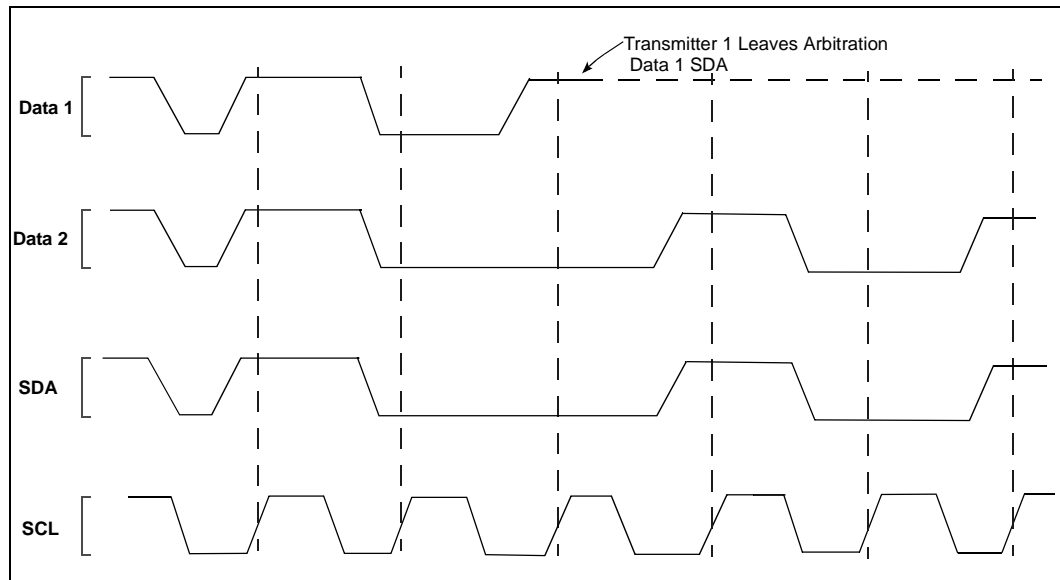 Transmitter 1 Leaves Arbitration
Data 1 SDA
Data 1
Data 2
SDA
SCL